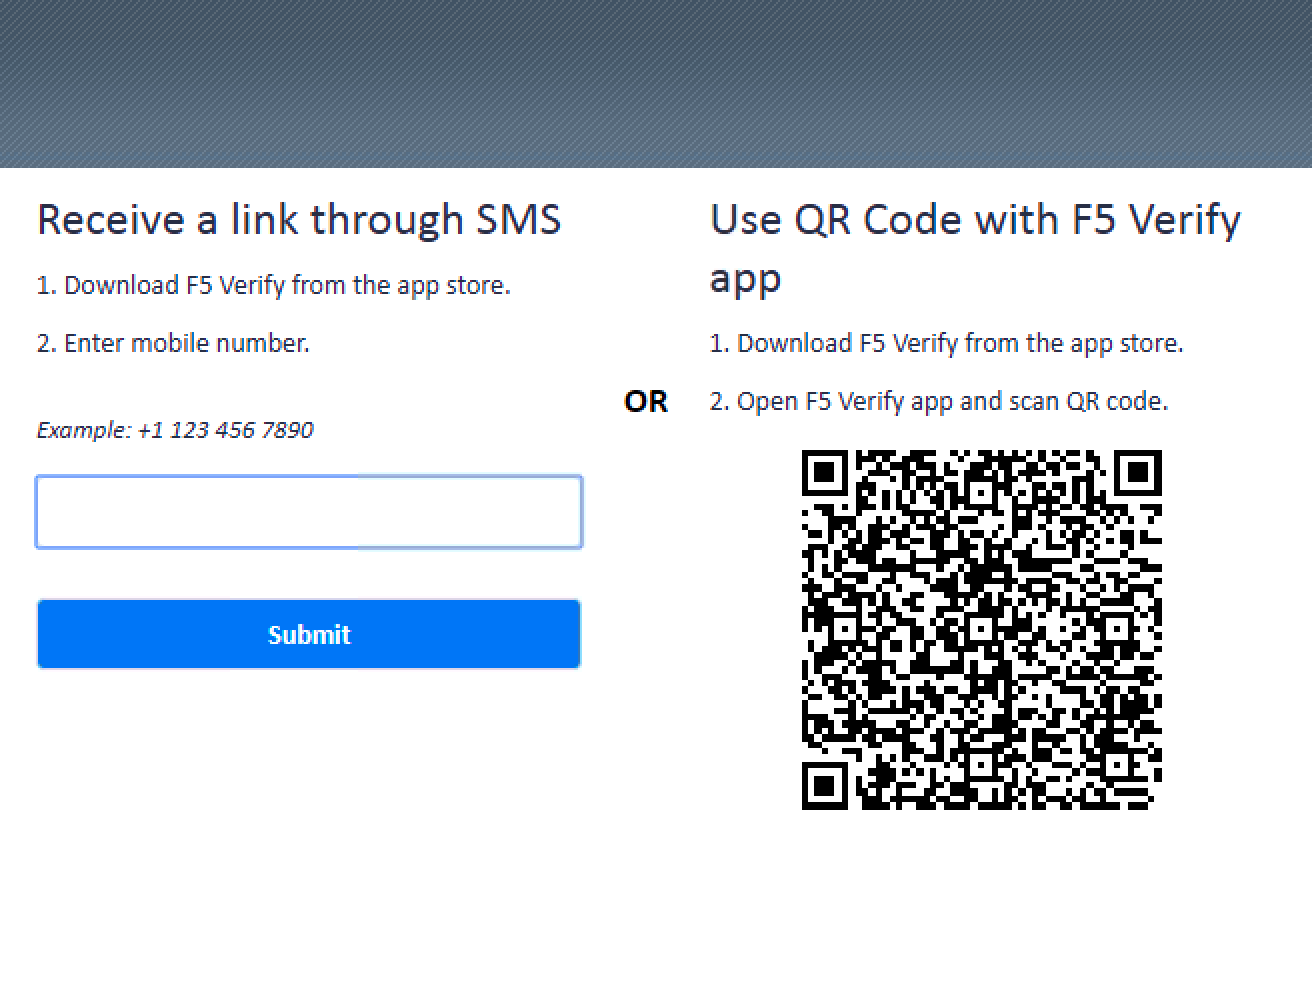 Receive a link through SMS
1. Download F5 Verify from the app store.
2. Enter mobile number.
Example: +1 123 456 7890
Submit
OR
Use QR Code with F5 Verify
app
1. Download F5 Verify from the app store.
2. Open F5 Verify app and scan QR code.